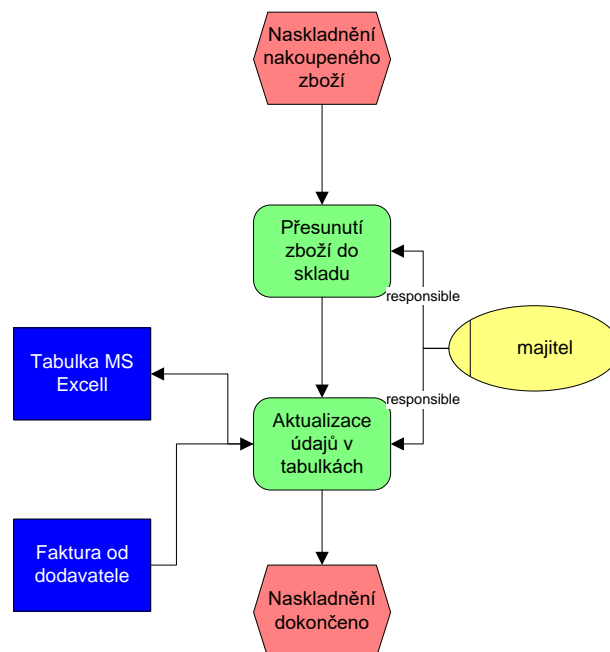 Naskladnění
nakoupeného
zboží
Přesunutí
zboží do
skladu
responsible
majitel
responsible
Tabulka MS
Excell
Aktualizace
údajů v
tabulkách
Faktura od
dodavatele
Naskladnění
dokončeno